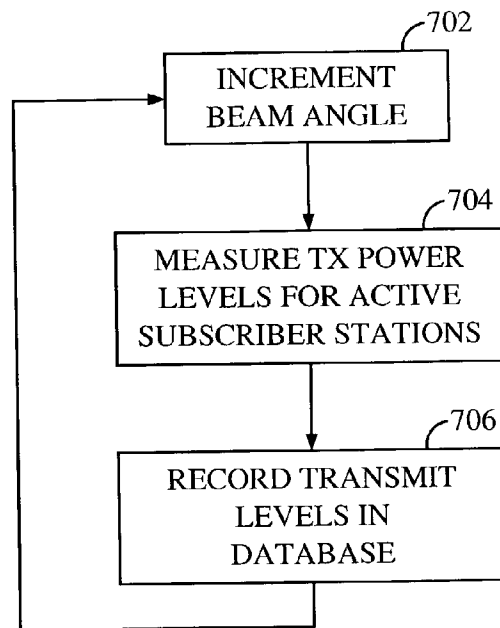 702
INCREMENT
BEAM ANGLE
704
MEASURE TX POWER
LEVELS FOR ACTIVE
SUBSCRIBER STATIONS
706
RECORD TRANSMIT
LEVELS IN
DATABASE